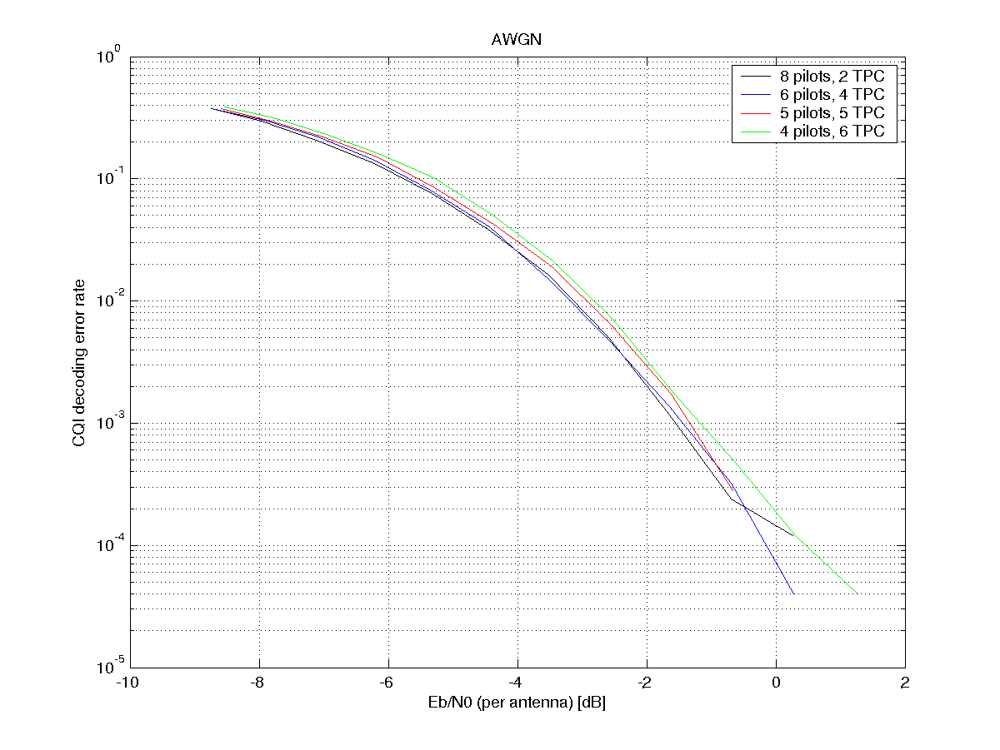 AWGN
10^0
10^-1
10^-2
10^-3
10^-4
10^-5
CQI decoding error rate
-10 -8 -6 -4 -2 0 2
Eb/N0 (per antenna) [dB]
8 pilots, 2 TPC
6 pilots, 4 TPC
5 pilots, 5 TPC
4 pilots, 6 TPC